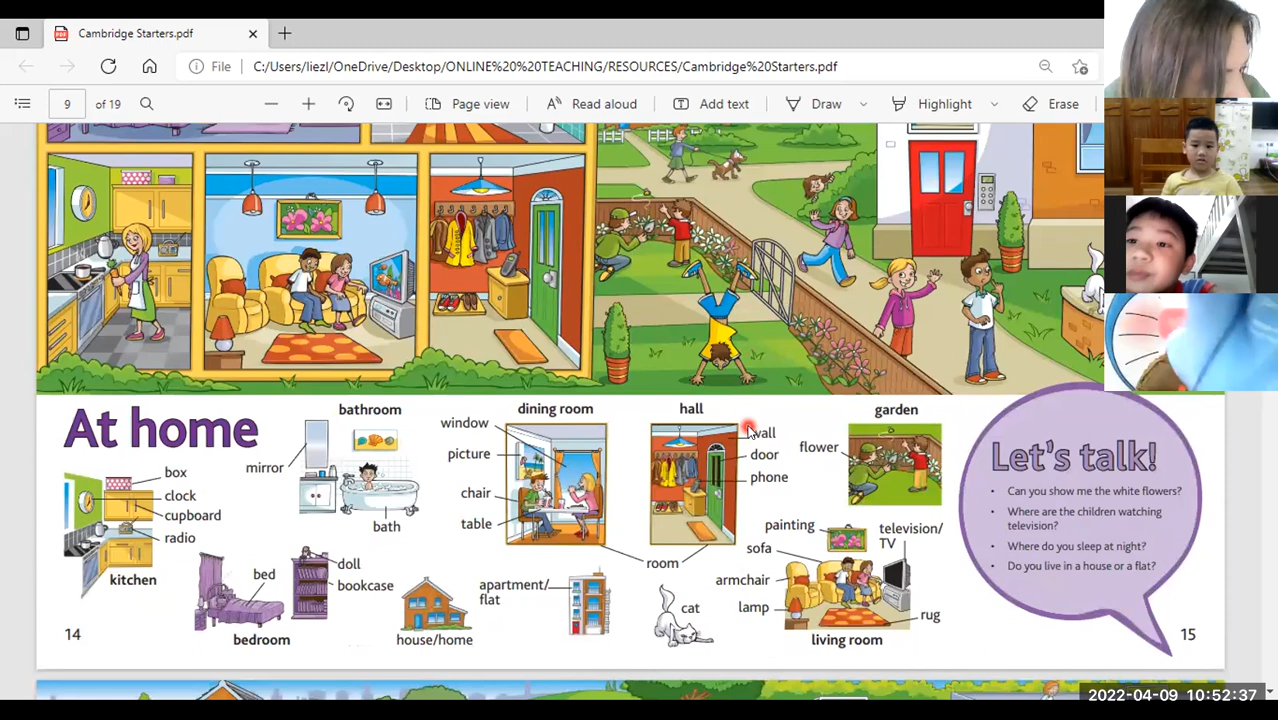 Cambridge Starters.pdf
File
C:/Users/liezl/OneDrive/Desktop/ONLINE%20%20TEACHING/RESOURCES/Cambridge%20Starters.pdf
9 of 19
Page view
Read aloud
Add text
Draw
Highlight
Erase
At home
box
clock
cupboard
radio
kitchen
bathroom
mirror
bath
bed
bedroom
doll
bookcase
house/home
dining room
window
picture
chair
table
apartment/
flat
room
hall
wall
door
phone
cat
garden
flower
painting
television/
TV
sofa
armchair
lamp
rug
living room
Let's talk!
• Can you show me the white flowers?
• Where are the children watching
television?
• Where do you sleep at night?
• Do you live in a house or a flat?
14
15
2022-04-09 10:52:37